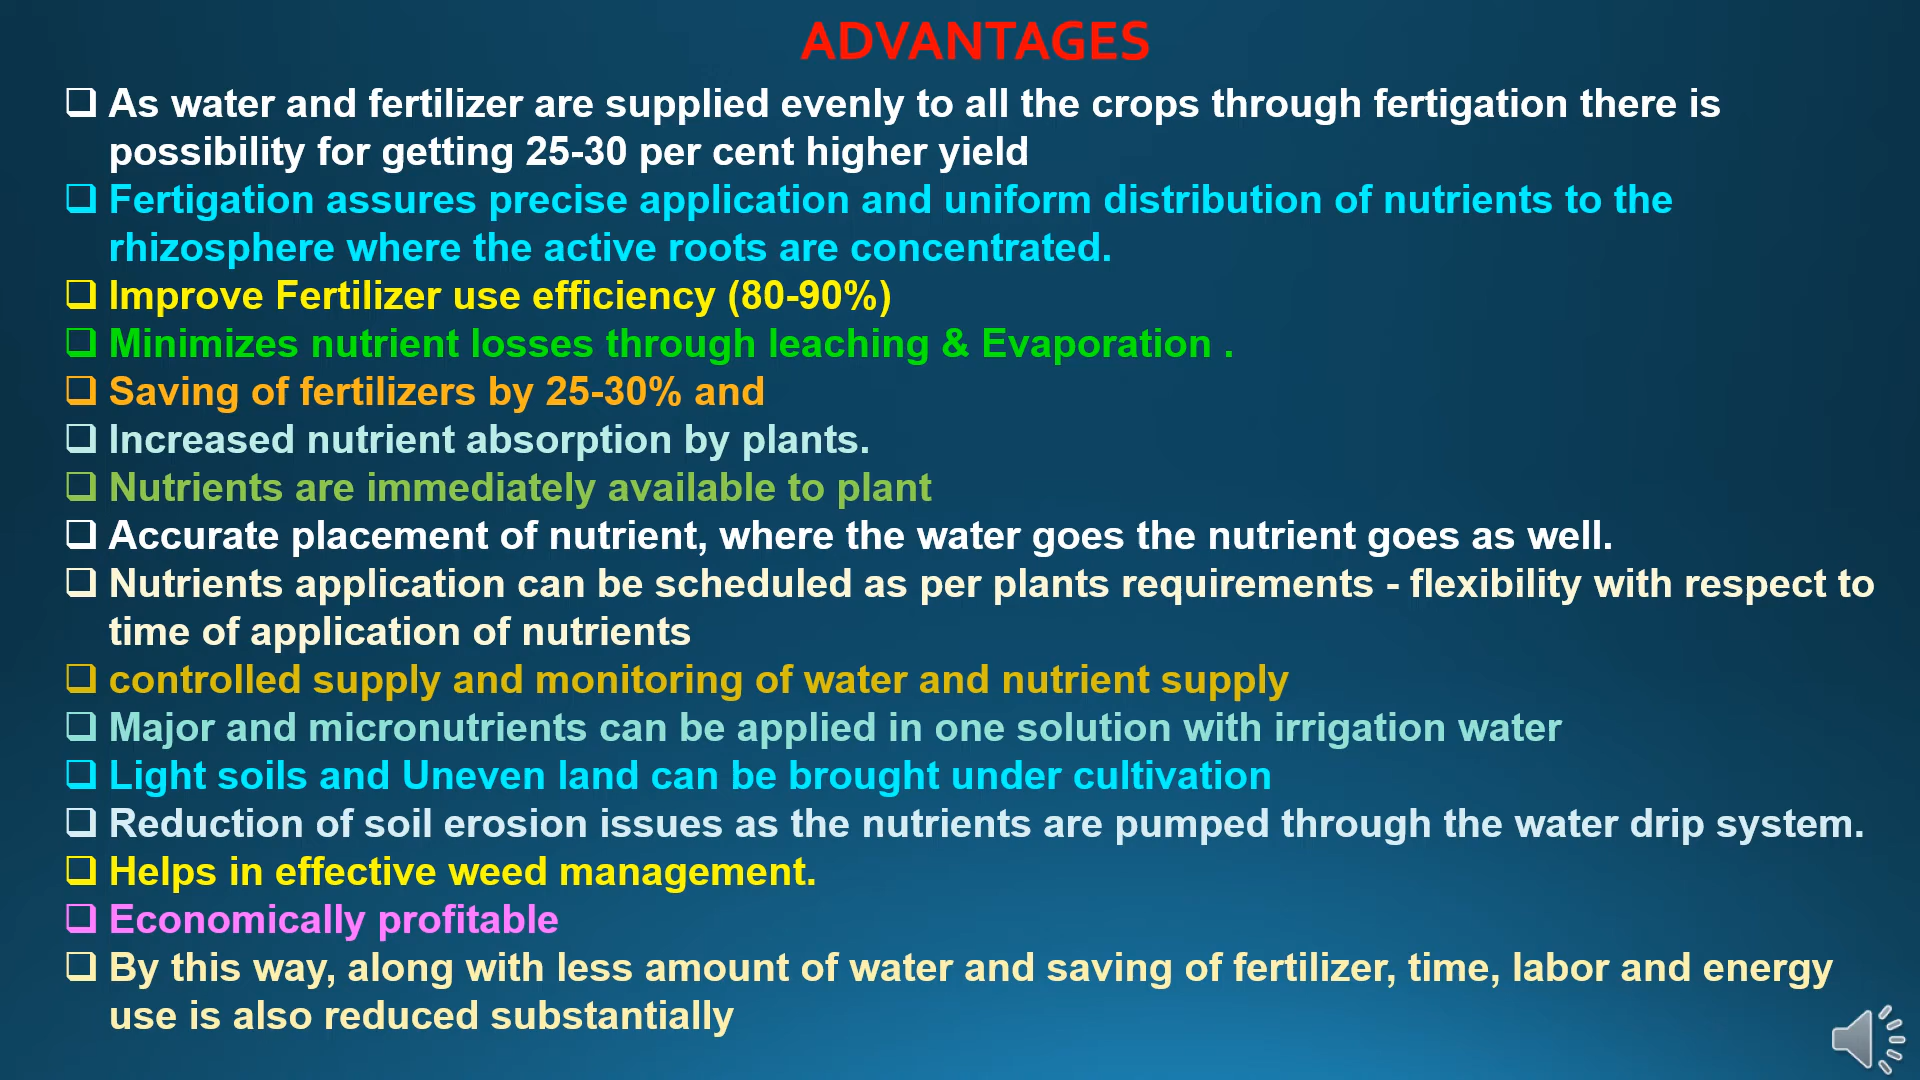 ADVANTAGES
❑ As water and fertilizer are supplied evenly to all the crops through fertigation there is
possibility for getting 25-30 per cent higher yield
❑ Fertigation assures precise application and uniform distribution of nutrients to the
rhizosphere where the active roots are concentrated.
❑ Improve Fertilizer use efficiency (80-90%)
❑ Minimizes nutrient losses through leaching & Evaporation .
❑ Saving of fertilizers by 25-30% and
❑ Increased nutrient absorption by plants.
❑ Nutrients are immediately available to plant
❑ Accurate placement of nutrient, where the water goes the nutrient goes as well.
❑ Nutrients application can be scheduled as per plants requirements - flexibility with respect to
time of application of nutrients
❑ controlled supply and monitoring of water and nutrient supply
❑ Major and micronutrients can be applied in one solution with irrigation water
❑ Light soils and Uneven land can be brought under cultivation
❑ Reduction of soil erosion issues as the nutrients are pumped through the water drip system.
❑ Helps in effective weed management.
❑ Economically profitable
❑ By this way, along with less amount of water and saving of fertilizer, time, labor and energy
use is also reduced substantially